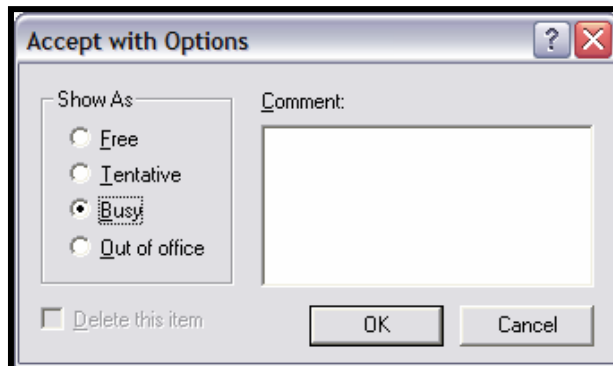 Accept with Options
?
Show As
Free
Tentative
Busy
Out of office
Comment:
Delete this item
OK
Cancel